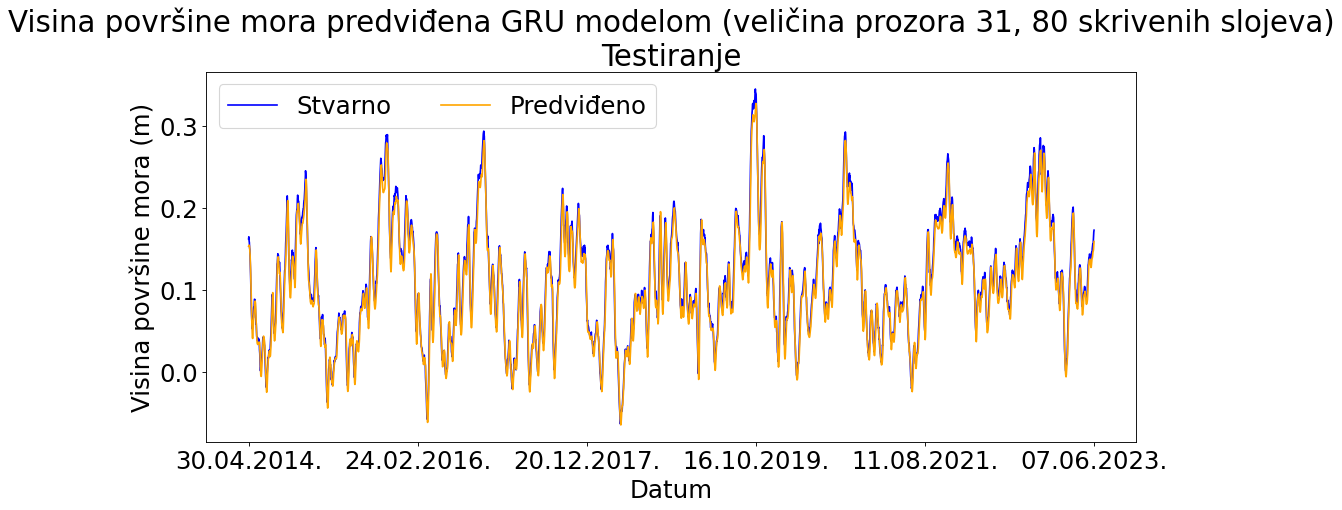 Visina površine mora predviđena GRU modelom (veličina prozora 31, 80 skrivenih slojeva)
Testiranje
Stvarno
Predviđeno
Visina površine mora (m)
0.3
0.2
0.1
0.0
30.04.2014.
24.02.2016.
20.12.2017.
16.10.2019.
11.08.2021.
07.06.2023.
Datum